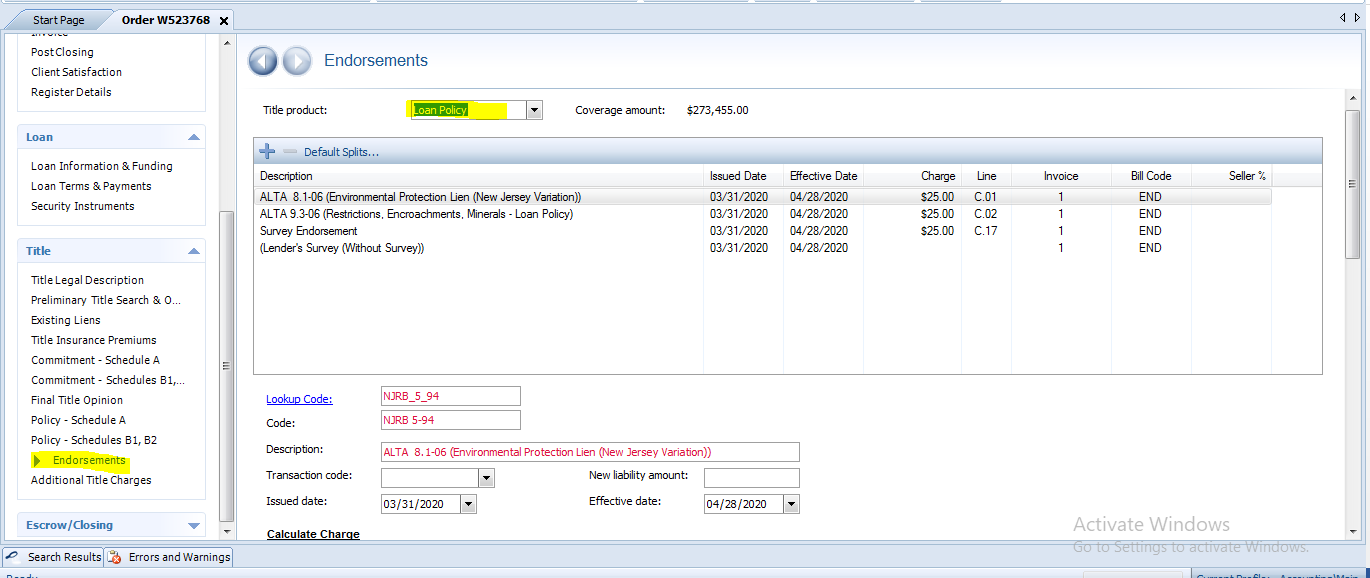 Start Page
Order W523768
Invoice
Post Closing
Client Satisfaction
Register Details
Loan
Loan Information & Funding
Loan Terms & Payments
Security Instruments
Title
Title Legal Description
Preliminary Title Search & O...
Existing Liens
Title Insurance Premiums
Commitment - Schedule A
Commitment - Schedules B1,...
Final Title Opinion
Policy - Schedule A
Policy - Schedules B1, B2
Endorsements
Additional Title Charges
Escrow/Closing
Endorsements
Title product: Loan Policy Coverage amount: $273,455.00
Default Splits...
Description Issued Date Effective Date Charge Line Invoice Bill Code Seller %
ALTA 8.1-06 (Environmental Protection Lien (New Jersey Variation)) 03/31/2020 04/28/2020 $25.00 C.01 1 END
ALTA 9.3-06 (Restrictions, Encroachments, Minerals - Loan Policy) 03/31/2020 04/28/2020 $25.00 C.02 1 END
Survey Endorsement 03/31/2020 04/28/2020 $25.00 C.17 1 END
(Lender's Survey (Without Survey)) 03/31/2020 04/28/2020 1 END
Lookup Code: NJRB_5_94
Code: NJRB 5-94
Description: ALTA 8.1-06 (Environmental Protection Lien (New Jersey Variation))
Transaction code: New liability amount:
Issued date: 03/31/2020 Effective date: 04/28/2020
Calculate Charge
Activate Windows
Go to Settings to activate Windows.
Search Results Errors and Warnings
Ready
Current Profile: Accounting\Main